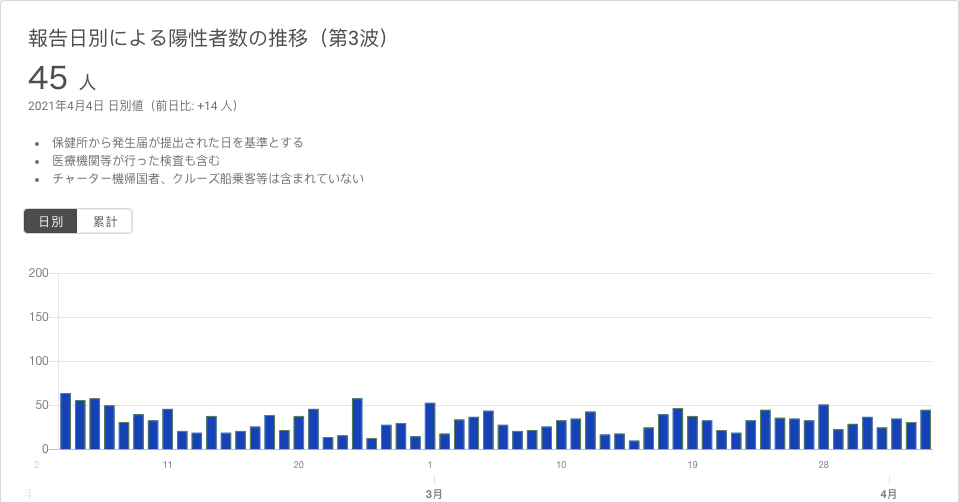 報告日別による陽性者数の推移（第3波）
45 人
2021年4月4日 日別値（前日比: +14 人）
• 保健所から発生届が提出された日を基準とする
• 医療機関等が行った検査も含む
• チャーター機帰国者、クルーズ船乗客等は含まれていない
日別 累計
200
150
100
50
0
2 11 20 1 10 19 28
月 3月 4月